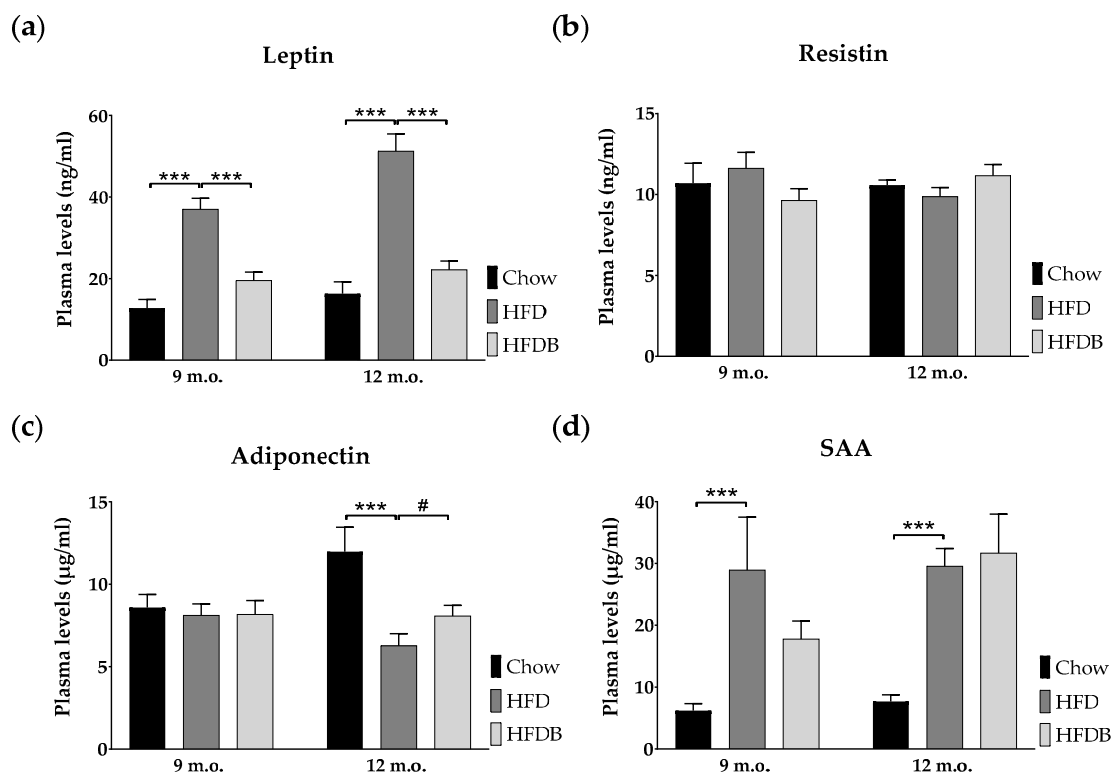 (a)
Leptin
Plasma levels (ng/ml)
60
40
20
0
***
***
***
***
9 m.o.
12 m.o.
Chow
HFD
HFDB
(b)
Resistin
Plasma levels (ng/ml)
15
10
5
0
9 m.o.
12 m.o.
Chow
HFD
HFDB
(c)
Adiponectin
Plasma levels (µg/ml)
15
10
5
0
***
#
9 m.o.
12 m.o.
Chow
HFD
HFDB
(d)
SAA
Plasma levels (µg/ml)
40
30
20
10
0
***
***
9 m.o.
12 m.o.
Chow
HFD
HFDB